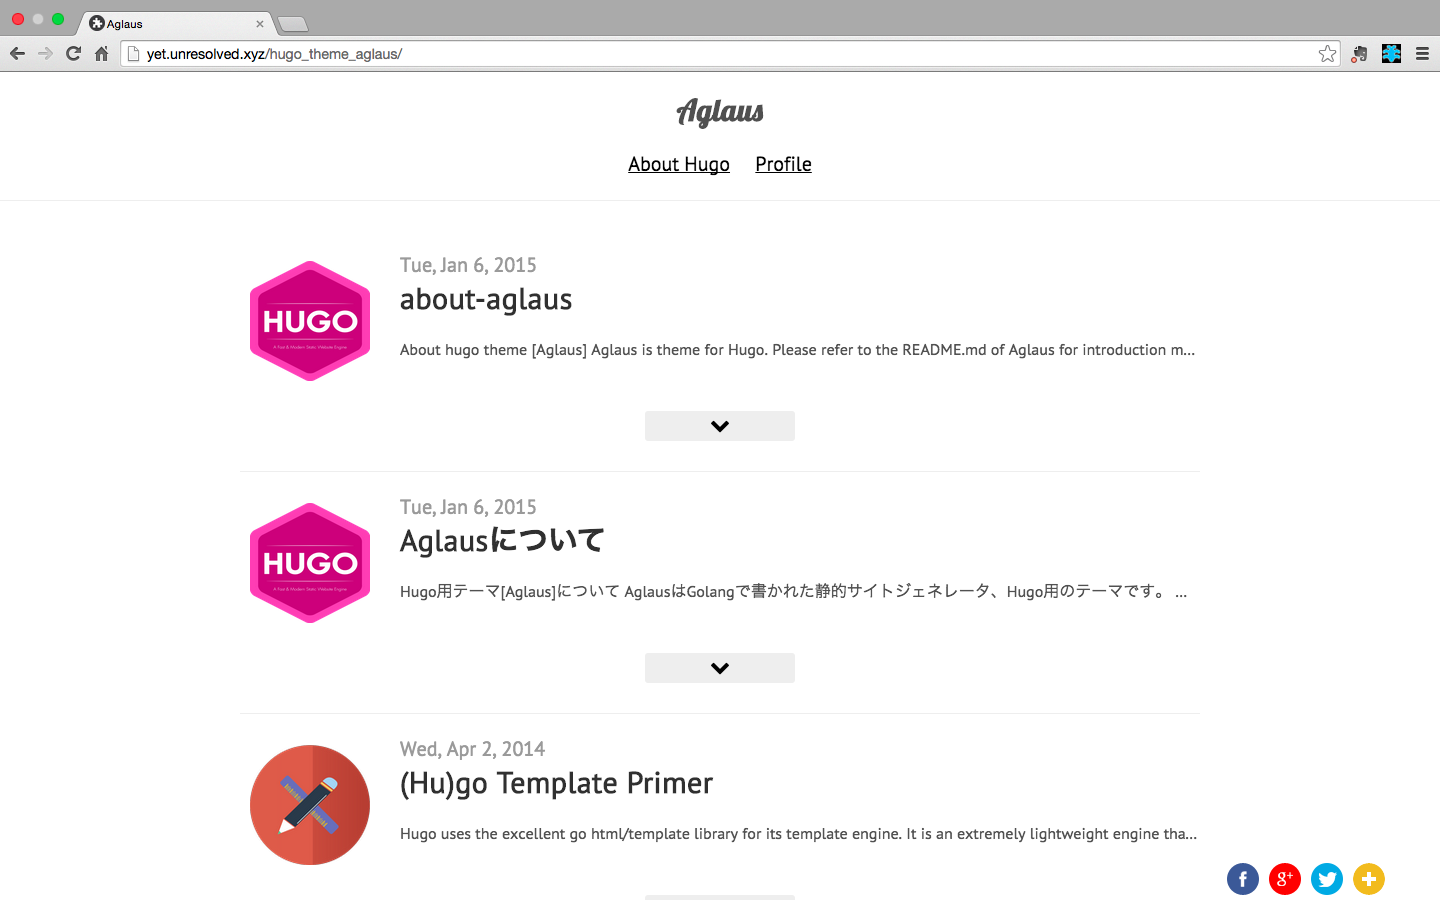 Aglaus
yet.unresolved.xyz/hugo_theme_aglaus/
Aglaus
About Hugo Profile
Tue, Jan 6, 2015
about-aglaus
HUGO
A Fast & Modern Static Website Engine
About hugo theme [Aglaus] Aglaus is theme for Hugo. Please refer to the README.md of Aglaus for introduction m...
Tue, Jan 6, 2015
Aglausについて
HUGO
A Fast & Modern Static Website Engine
Hugo用テーマ[Aglaus]について AglausはGolangで書かれた静的サイトジェネレータ、Hugo用のテーマです。 ...
Wed, Apr 2, 2014
(Hu)go Template Primer
Hugo uses the excellent go html/template library for its template engine. It is an extremely lightweight engine tha...
f g+